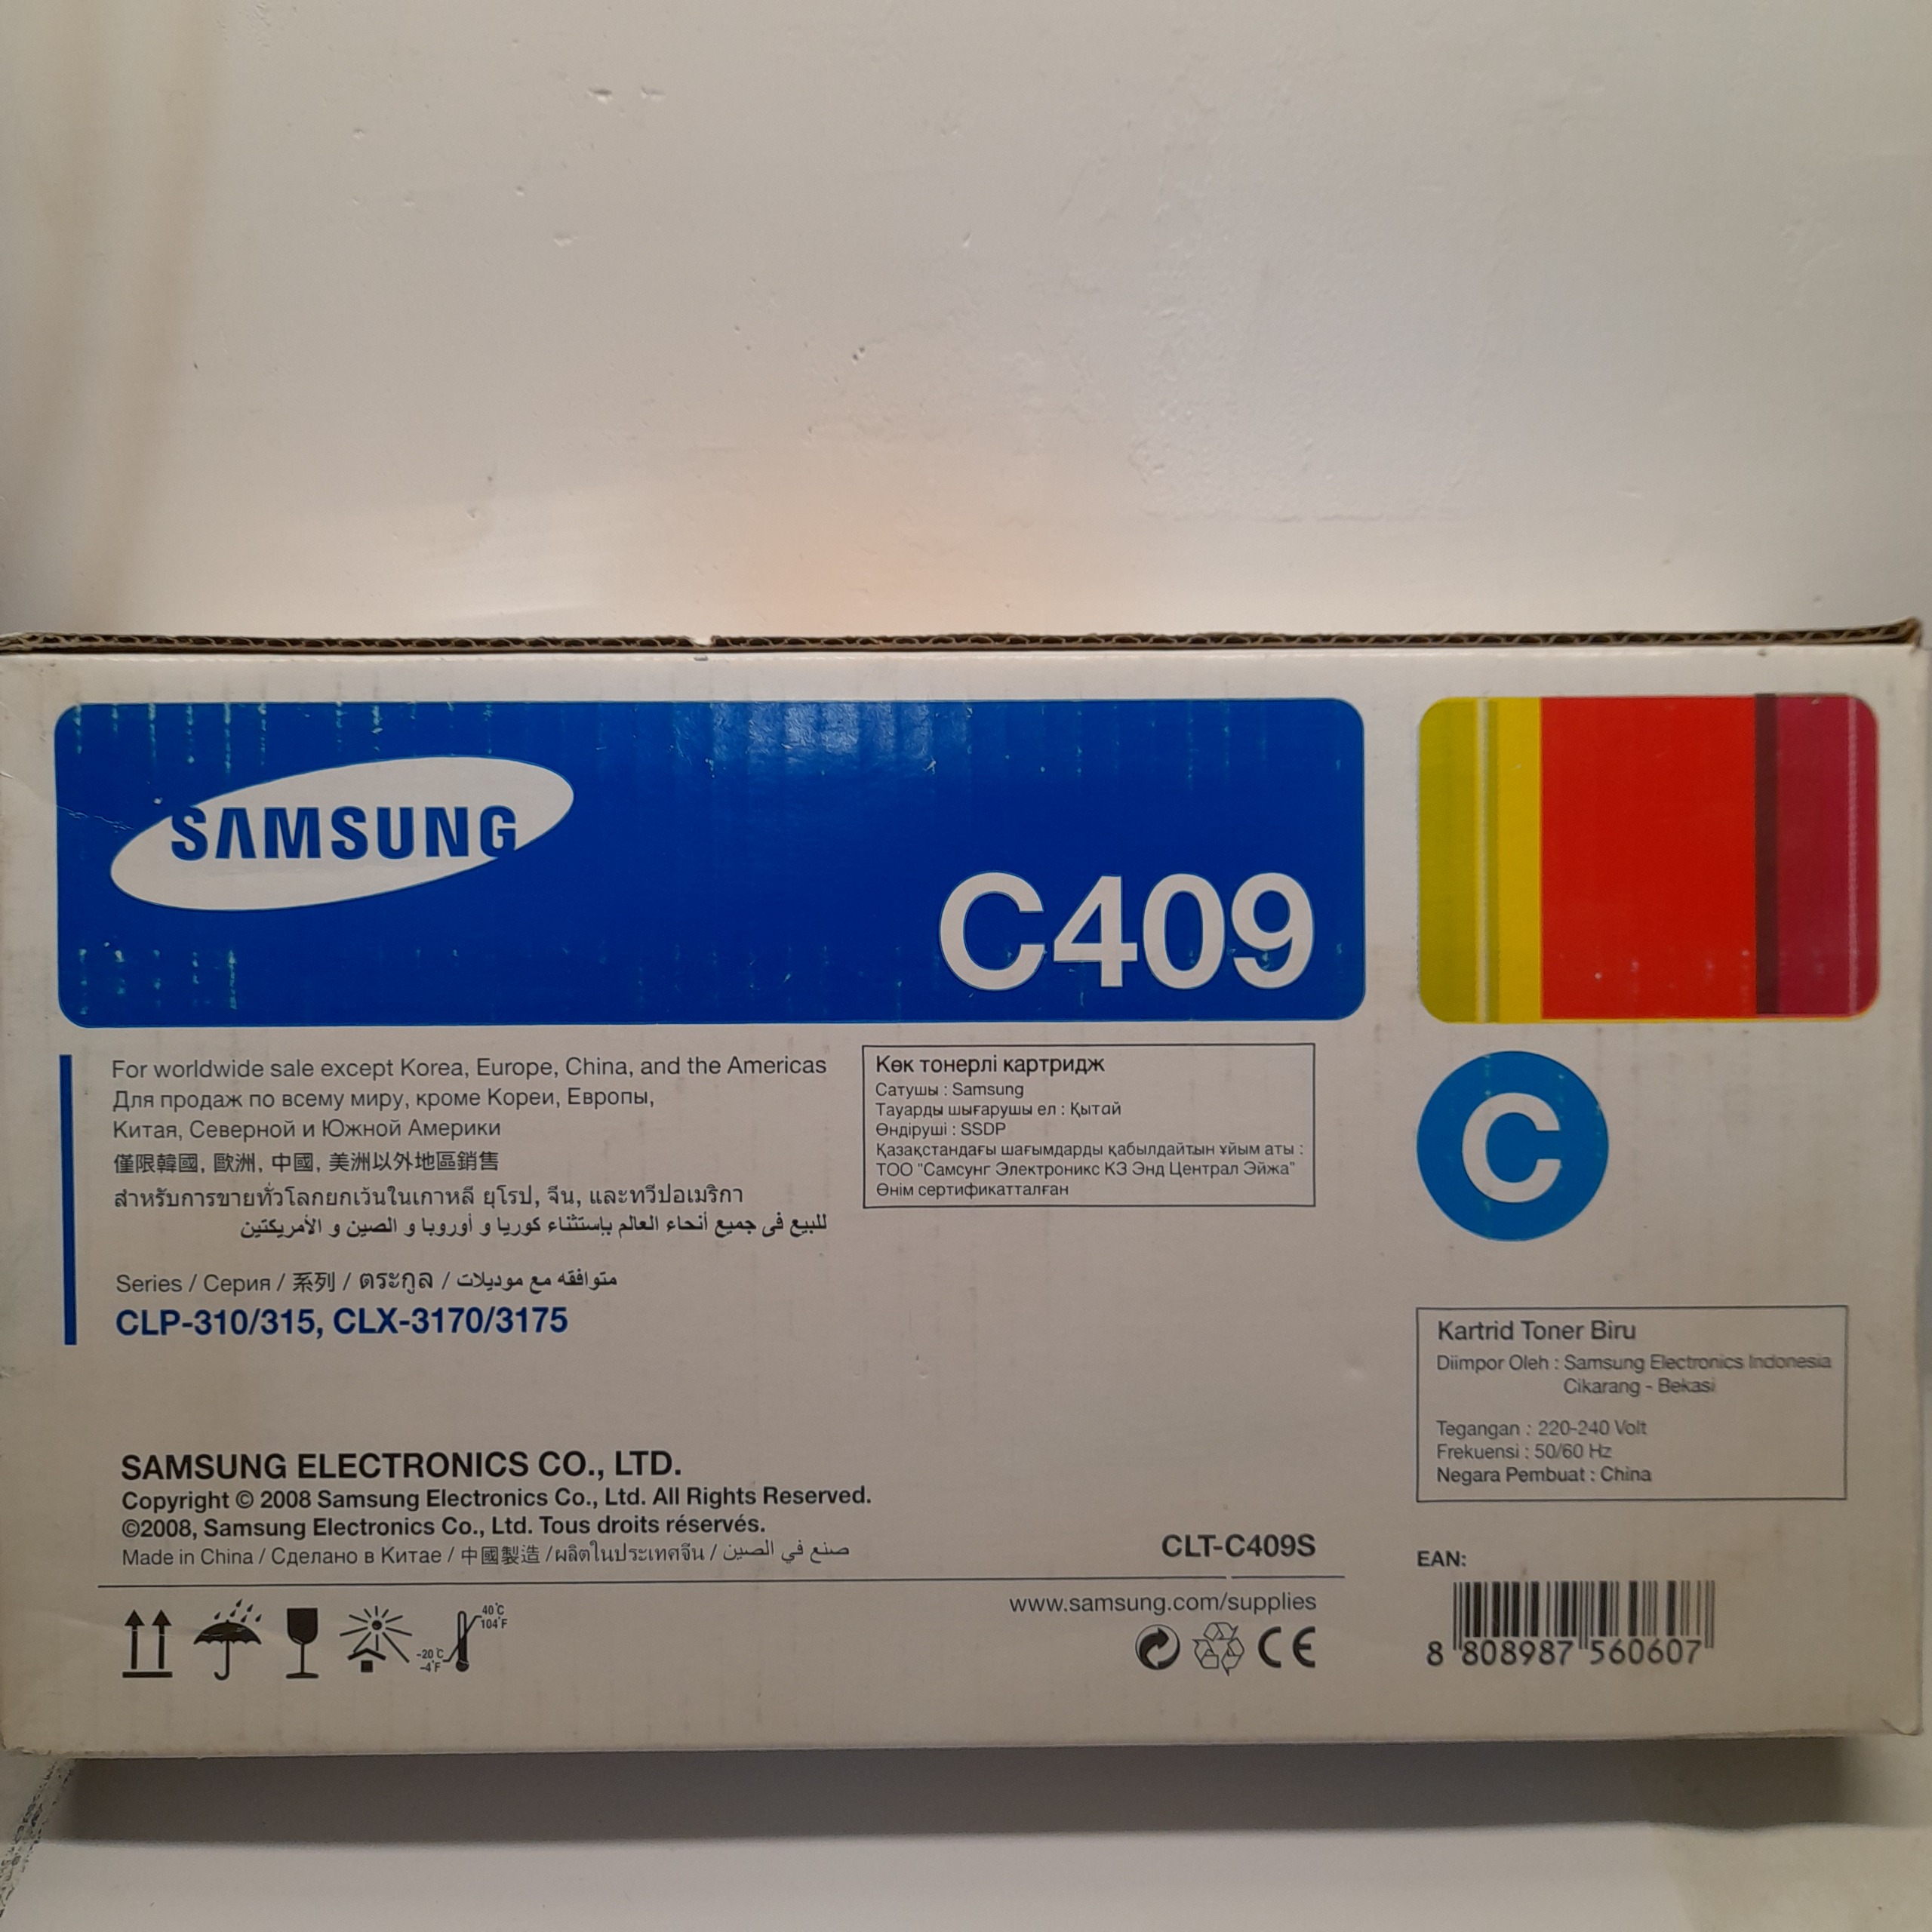 SAMSUNG
C409
For worldwide sale except Korea, Europe, China, and the Americas
Для продаж по всему миру, кроме Кореи, Европы,
Китая, Северной и Южной Америки
僅限韓國, 歐洲, 中國, 美洲以外地區銷售
สำหรับการขายทั่วโลกยกเว้นในเกาหลี ยุโรป, จีน, และทวีปอเมริกา
للبيع فى جميع أنحاء العالم بإستثناء كوريا و أوروبا و الصين و الأمريكتين
Series / Серия / 系列 / ตระกูล / متوافقه مع موديلات
CLP-310/315, CLX-3170/3175
Көк тонерлі картридж
Сатушы : Samsung
Тауарды шығарушы ел : Қытай
Өндіруші : SSDP
Қазақстандағы шағымдарды қабылдайтын ұйым аты :
ТОО "Самсунг Электроникс КЗ Энд Централ Эйжа"
Өнім сертификатталған
C
Kartrid Toner Biru
Diimpor Oleh : Samsung Electronics Indonesia
Cikarang - Bekasi
Tegangan : 220-240 Volt
Frekuensi : 50/60 Hz
Negara Pembuat : China
SAMSUNG ELECTRONICS CO., LTD.
Copyright © 2008 Samsung Electronics Co., Ltd. All Rights Reserved.
©2008, Samsung Electronics Co., Ltd. Tous droits réservés.
Made in China / Сделано в Китае / 中國製造 /ผลิตในประเทศจีน / صنع في الصين
CLT-C409S
www.samsung.com/supplies
40°C
104°F
-20°C
-4°F
CE
EAN:
8 808987 560607